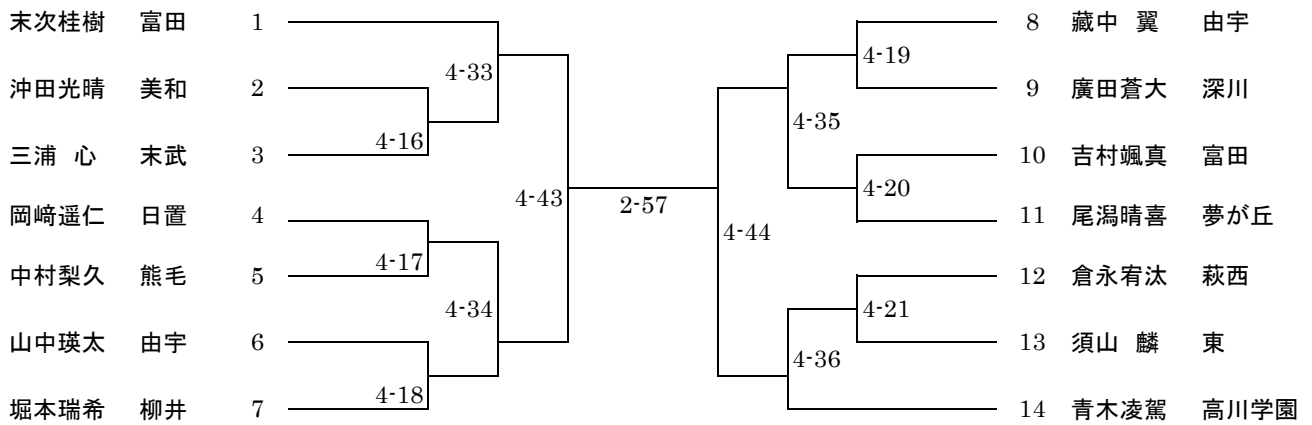 末次桂樹 富田 1
沖田光晴 美和 2
三浦 心 末武 3
岡﨑遥仁 日置 4
中村梨久 熊毛 5
山中瑛太 由宇 6
堀本瑞希 柳井 7
4-33
4-16
4-17
4-34
4-18
4-43
2-57
4-44
4-19
4-35
4-20
4-21
4-36
8 藏中 翼 由宇
9 廣田蒼大 深川
10 吉村颯真 富田
11 尾潟晴喜 夢が丘
12 倉永宥汰 萩西
13 須山 麟 東
14 青木凌駕 高川学園